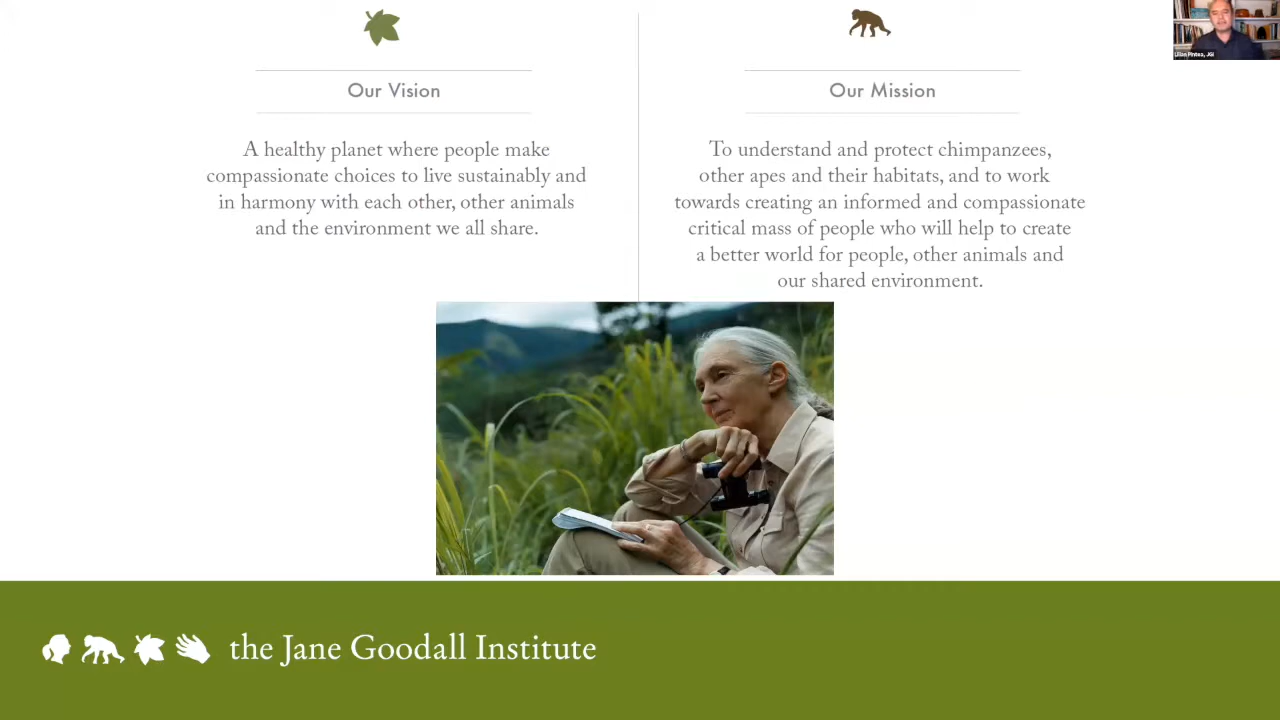 Our Vision
A healthy planet where people make
compassionate choices to live sustainably and
in harmony with each other, other animals
and the environment we all share.
Our Mission
To understand and protect chimpanzees,
other apes and their habitats, and to work
towards creating an informed and compassionate
critical mass of people who will help to create
a better world for people, other animals and
our shared environment.
Lilian Pintea, JGI
the Jane Goodall Institute